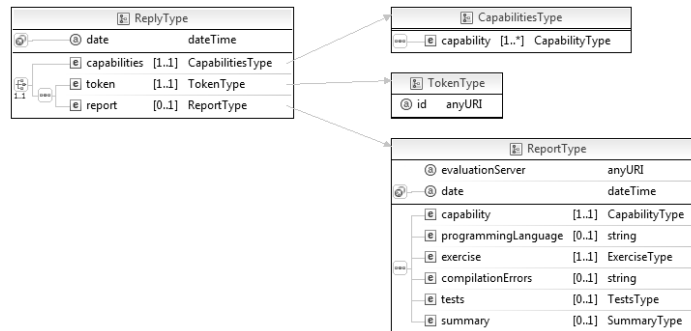 ReplyType
date dateTime
capabilities [1..1] CapabilitiesType
1..1
token [1..1] TokenType
report [0..1] ReportType
CapabilitiesType
capability [1..*] CapabilityType
TokenType
id anyURI
ReportType
evaluationServer anyURI
date dateTime
capability [1..1] CapabilityType
programmingLanguage [0..1] string
exercise [1..1] ExerciseType
compilationErrors [0..1] string
tests [0..1] TestsType
summary [0..1] SummaryType